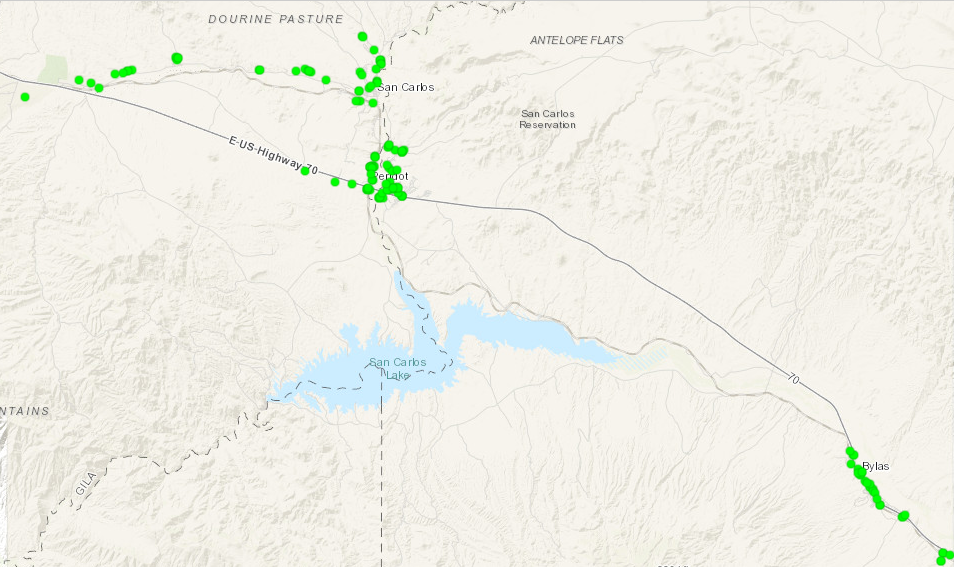 DOURINE PASTURE
ANTELOPE FLATS
San Carlos
San Carlos
Reservation
E-US-Highway 70
Peridot
San Carlos
Lake
70
NTAINS
Bylas
GILA